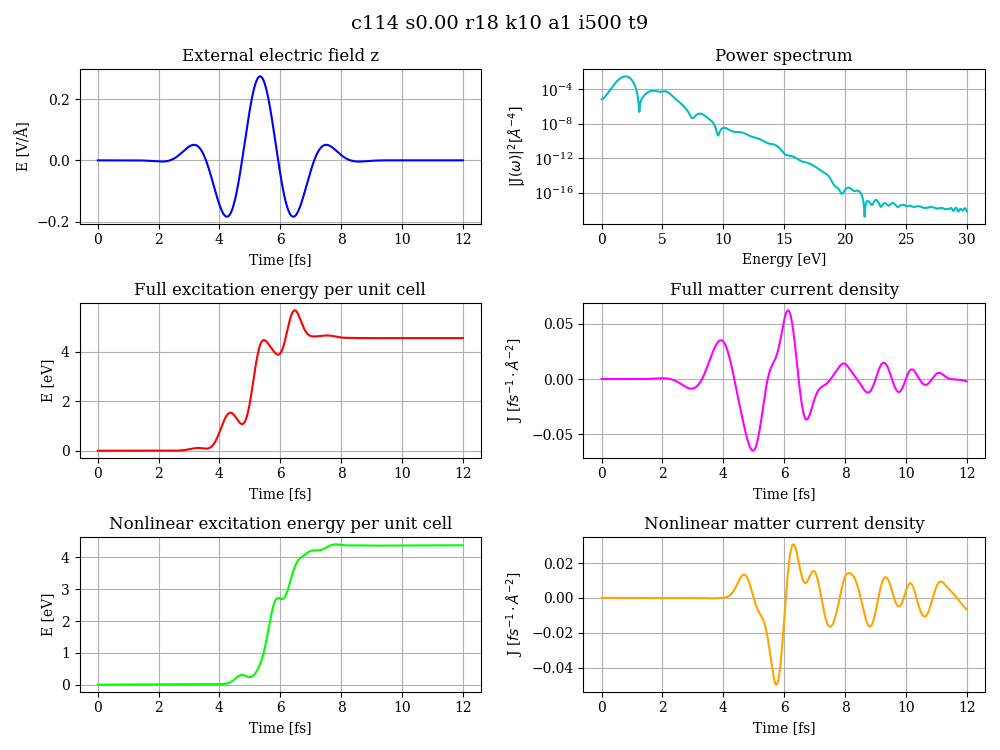 c114 s0.00 r18 k10 a1 i500 t9
External electric field z
E [V/Å]
0.2
0.0
−0.2
0 2 4 6 8 10 12
Time [fs]
Power spectrum
|J(ω)|²[Å⁻⁴]
10⁻⁴
10⁻⁸
10⁻¹²
10⁻¹⁶
0 5 10 15 20 25 30
Energy [eV]
Full excitation energy per unit cell
E [eV]
4
2
0
0 2 4 6 8 10 12
Time [fs]
Full matter current density
J [fs⁻¹ · Å⁻²]
0.05
0.00
−0.05
0 2 4 6 8 10 12
Time [fs]
Nonlinear excitation energy per unit cell
E [eV]
4
3
2
1
0
0 2 4 6 8 10 12
Time [fs]
Nonlinear matter current density
J [fs⁻¹ · Å⁻²]
0.02
0.00
−0.02
−0.04
0 2 4 6 8 10 12
Time [fs]